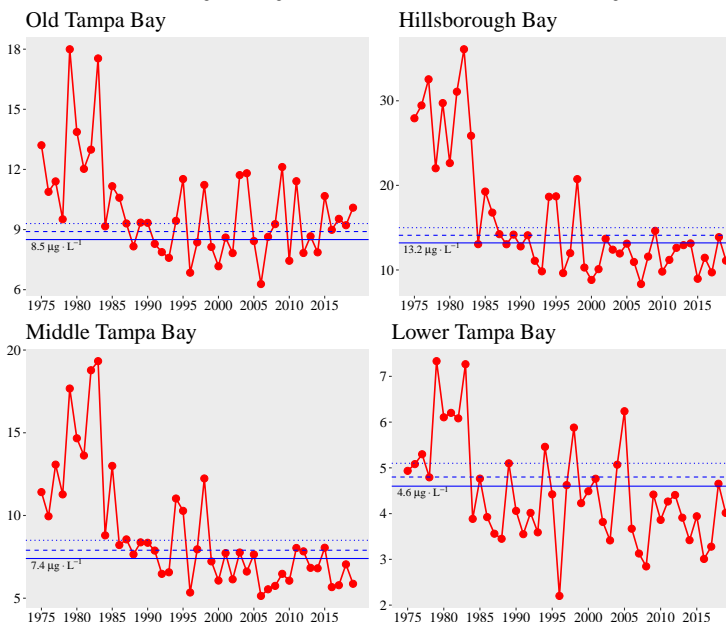 Old Tampa Bay
18
15
12
9
6
8.5 μg · L⁻¹
1975 1980 1985 1990 1995 2000 2005 2010 2015
Hillsborough Bay
30
20
10
13.2 μg · L⁻¹
1975 1980 1985 1990 1995 2000 2005 2010 2015
Middle Tampa Bay
20
15
10
5
7.4 μg · L⁻¹
1975 1980 1985 1990 1995 2000 2005 2010 2015
Lower Tampa Bay
7
6
5
4
3
2
4.6 μg · L⁻¹
1975 1980 1985 1990 1995 2000 2005 2010 2015